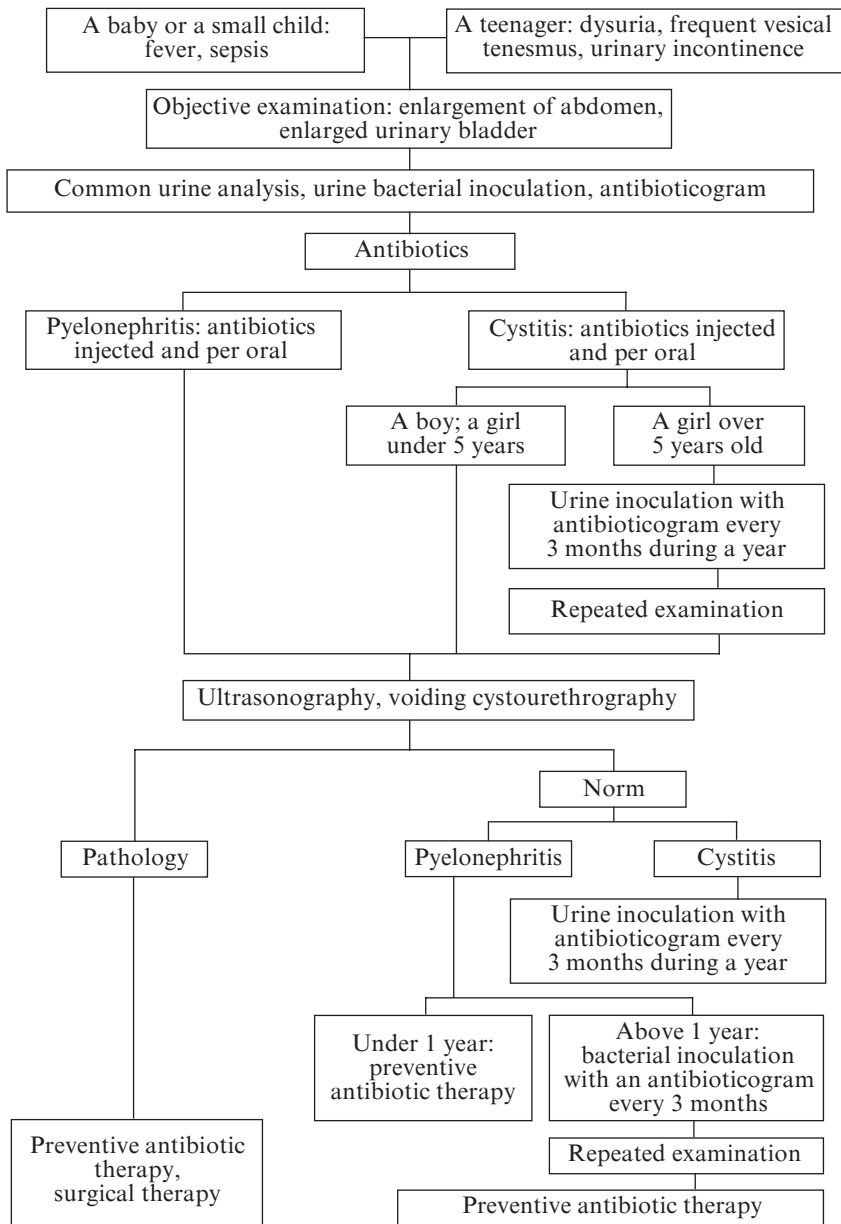 A baby or a small child:
fever, sepsis
A teenager: dysuria, frequent vesical
tenesmus, urinary incontinence
Objective examination: enlargement of abdomen,
enlarged urinary bladder
Common urine analysis, urine bacterial inoculation, antibioticogram
Antibiotics
Pyelonephritis: antibiotics
injected and per oral
Cystitis: antibiotics injected
and per oral
A boy; a girl
under 5 years
A girl over
5 years old
Urine inoculation with
antibioticogram every
3 months during a year
Repeated examination
Ultrasonography, voiding cystourethrography
Norm
Pathology
Pyelonephritis
Cystitis
Urine inoculation with
antibioticogram every
3 months during a year
Under 1 year:
preventive
antibiotic therapy
Above 1 year:
bacterial inoculation
with an antibioticogram
every 3 months
Preventive antibiotic
therapy,
surgical therapy
Repeated examination
Preventive antibiotic therapy